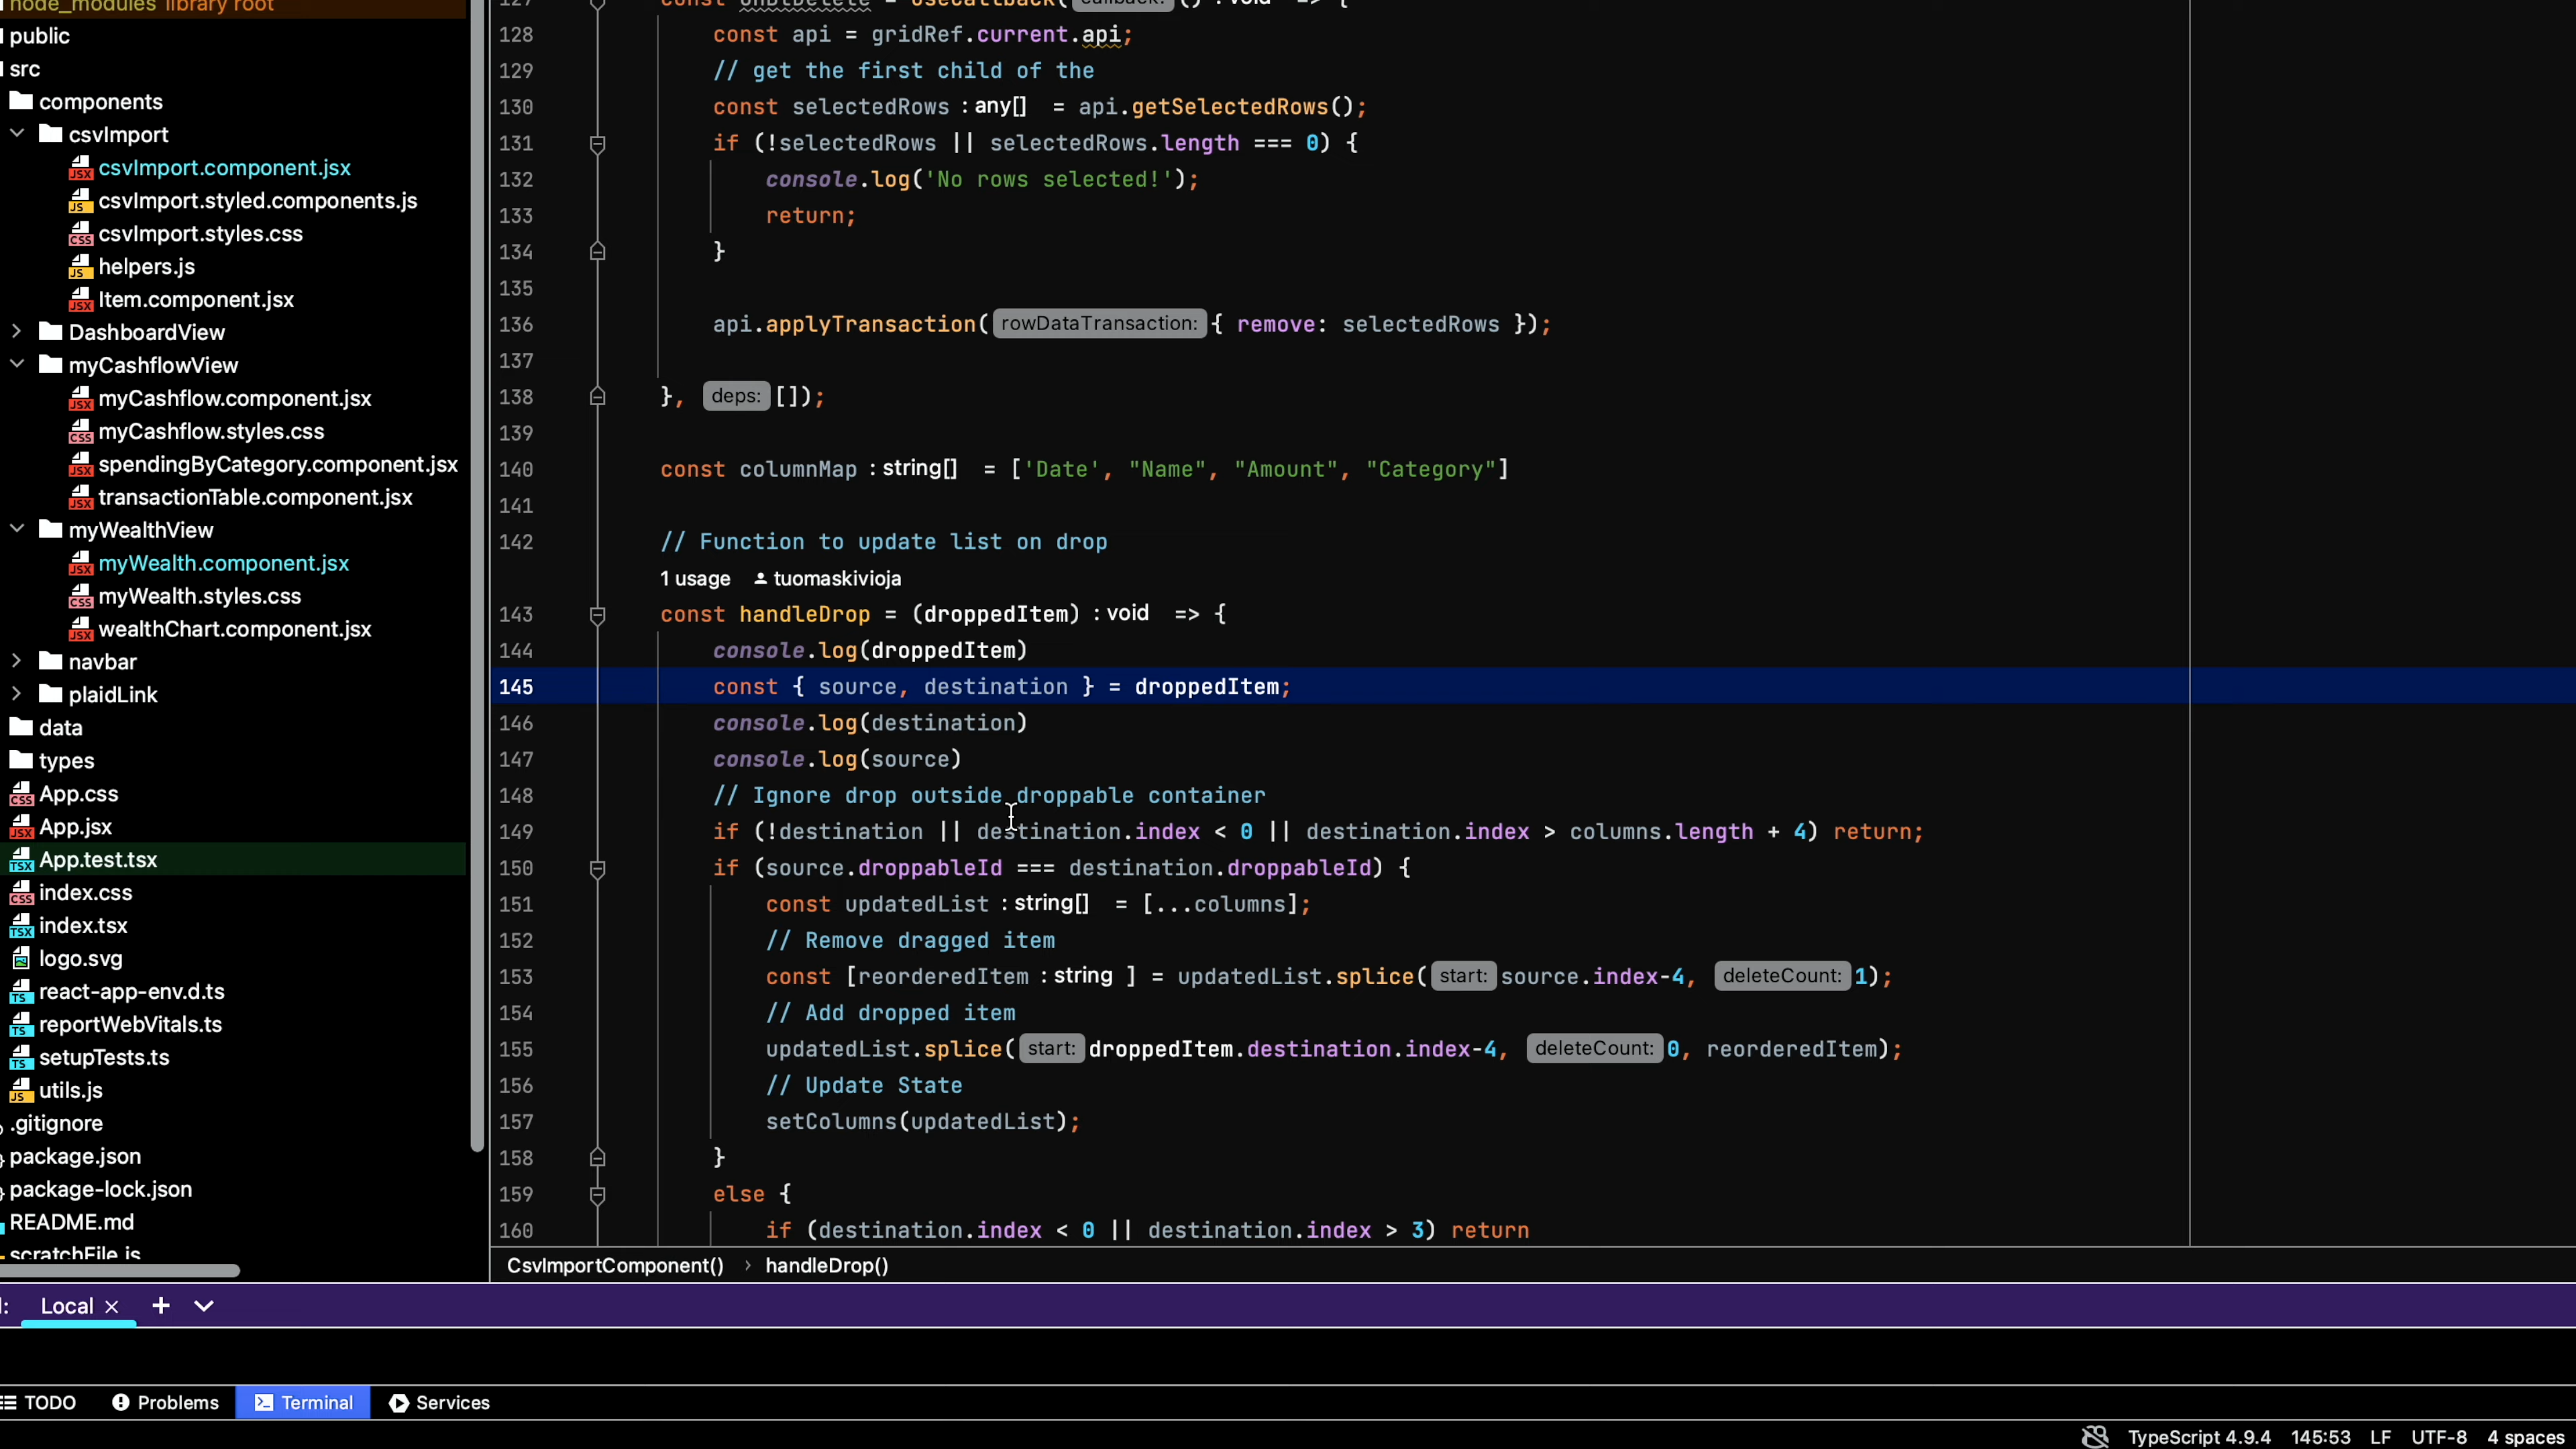 node_modules library root
public
src
components
csvImport
csvImport.component.jsx
csvImport.styled.components.js
csvImport.styles.css
helpers.js
Item.component.jsx
DashboardView
myCashflowView
myCashflow.component.jsx
myCashflow.styles.css
spendingByCategory.component.jsx
transactionTable.component.jsx
myWealthView
myWealth.component.jsx
myWealth.styles.css
wealthChart.component.jsx
navbar
plaidLink
data
types
App.css
App.jsx
App.test.tsx
index.css
index.tsx
logo.svg
react-app-env.d.ts
reportWebVitals.ts
setupTests.ts
utils.js
.gitignore
package.json
package-lock.json
README.md
scratchFile.js
127 const onBtDelete = useCallback( callback: () : void => {
128 const api = gridRef.current.api;
129 // get the first child of the
130 const selectedRows : any[] = api.getSelectedRows();
131 if (!selectedRows || selectedRows.length === 0) {
132 console.log('No rows selected!');
133 return;
134 }
135
136 api.applyTransaction( rowDataTransaction: { remove: selectedRows });
137
138 }, deps: []);
139
140 const columnMap : string[] = ['Date', "Name", "Amount", "Category"]
141
142 // Function to update list on drop
1 usage tuomaskivioja
143 const handleDrop = (droppedItem) : void => {
144 console.log(droppedItem)
145 const { source, destination } = droppedItem;
146 console.log(destination)
147 console.log(source)
148 // Ignore drop outside droppable container
149 if (!destination || destination.index < 0 || destination.index > columns.length + 4) return;
150 if (source.droppableId === destination.droppableId) {
151 const updatedList : string[] = [...columns];
152 // Remove dragged item
153 const [reorderedItem : string ] = updatedList.splice( start: source.index-4, deleteCount: 1);
154 // Add dropped item
155 updatedList.splice( start: droppedItem.destination.index-4, deleteCount: 0, reorderedItem);
156 // Update State
157 setColumns(updatedList);
158 }
159 else {
160 if (destination.index < 0 || destination.index > 3) return
CsvImportComponent() › handleDrop()
l: Local × +
TODO Problems Terminal Services
TypeScript 4.9.4 145:53 LF UTF-8 4 spaces